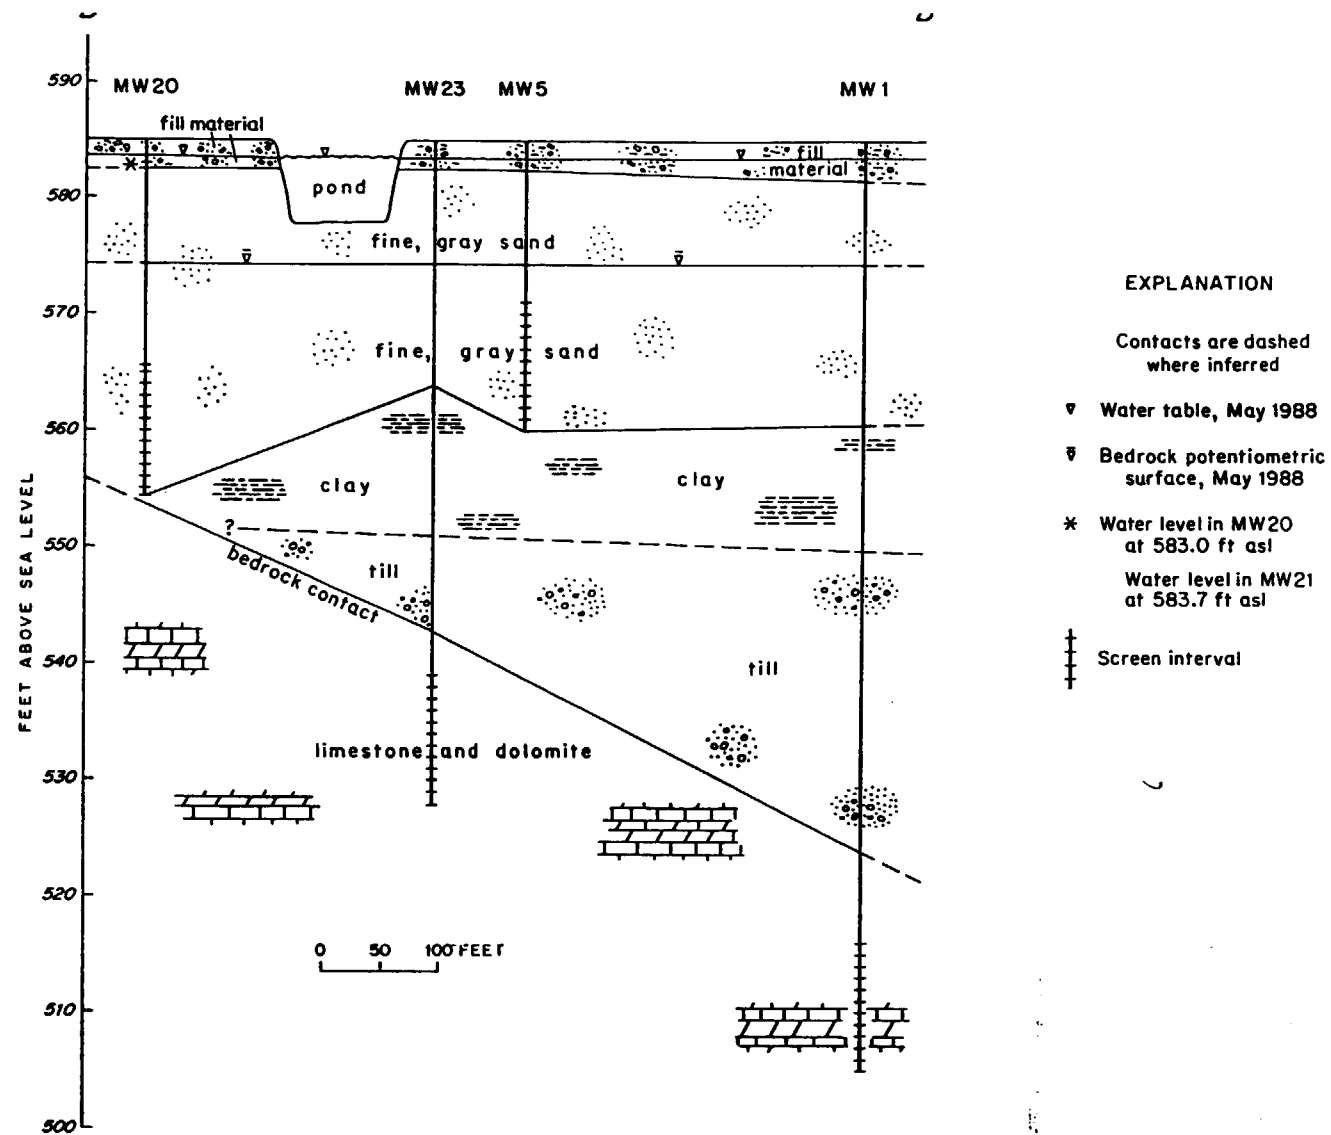 590
MW20
MW23
MW5
MW1
fill material
fill
material
580
pond
fine, gray sand
570
fine, gray sand
560
clay
clay
?
550
bedrock contact
till
540
till
limestone and dolomite
530
520
0 50 100 FEET
510
500
FEET ABOVE SEA LEVEL
EXPLANATION
Contacts are dashed
where inferred
Water table, May 1988
Bedrock potentiometric
surface, May 1988
Water level in MW20
at 583.0 ft asl
Water level in MW21
at 583.7 ft asl
Screen interval